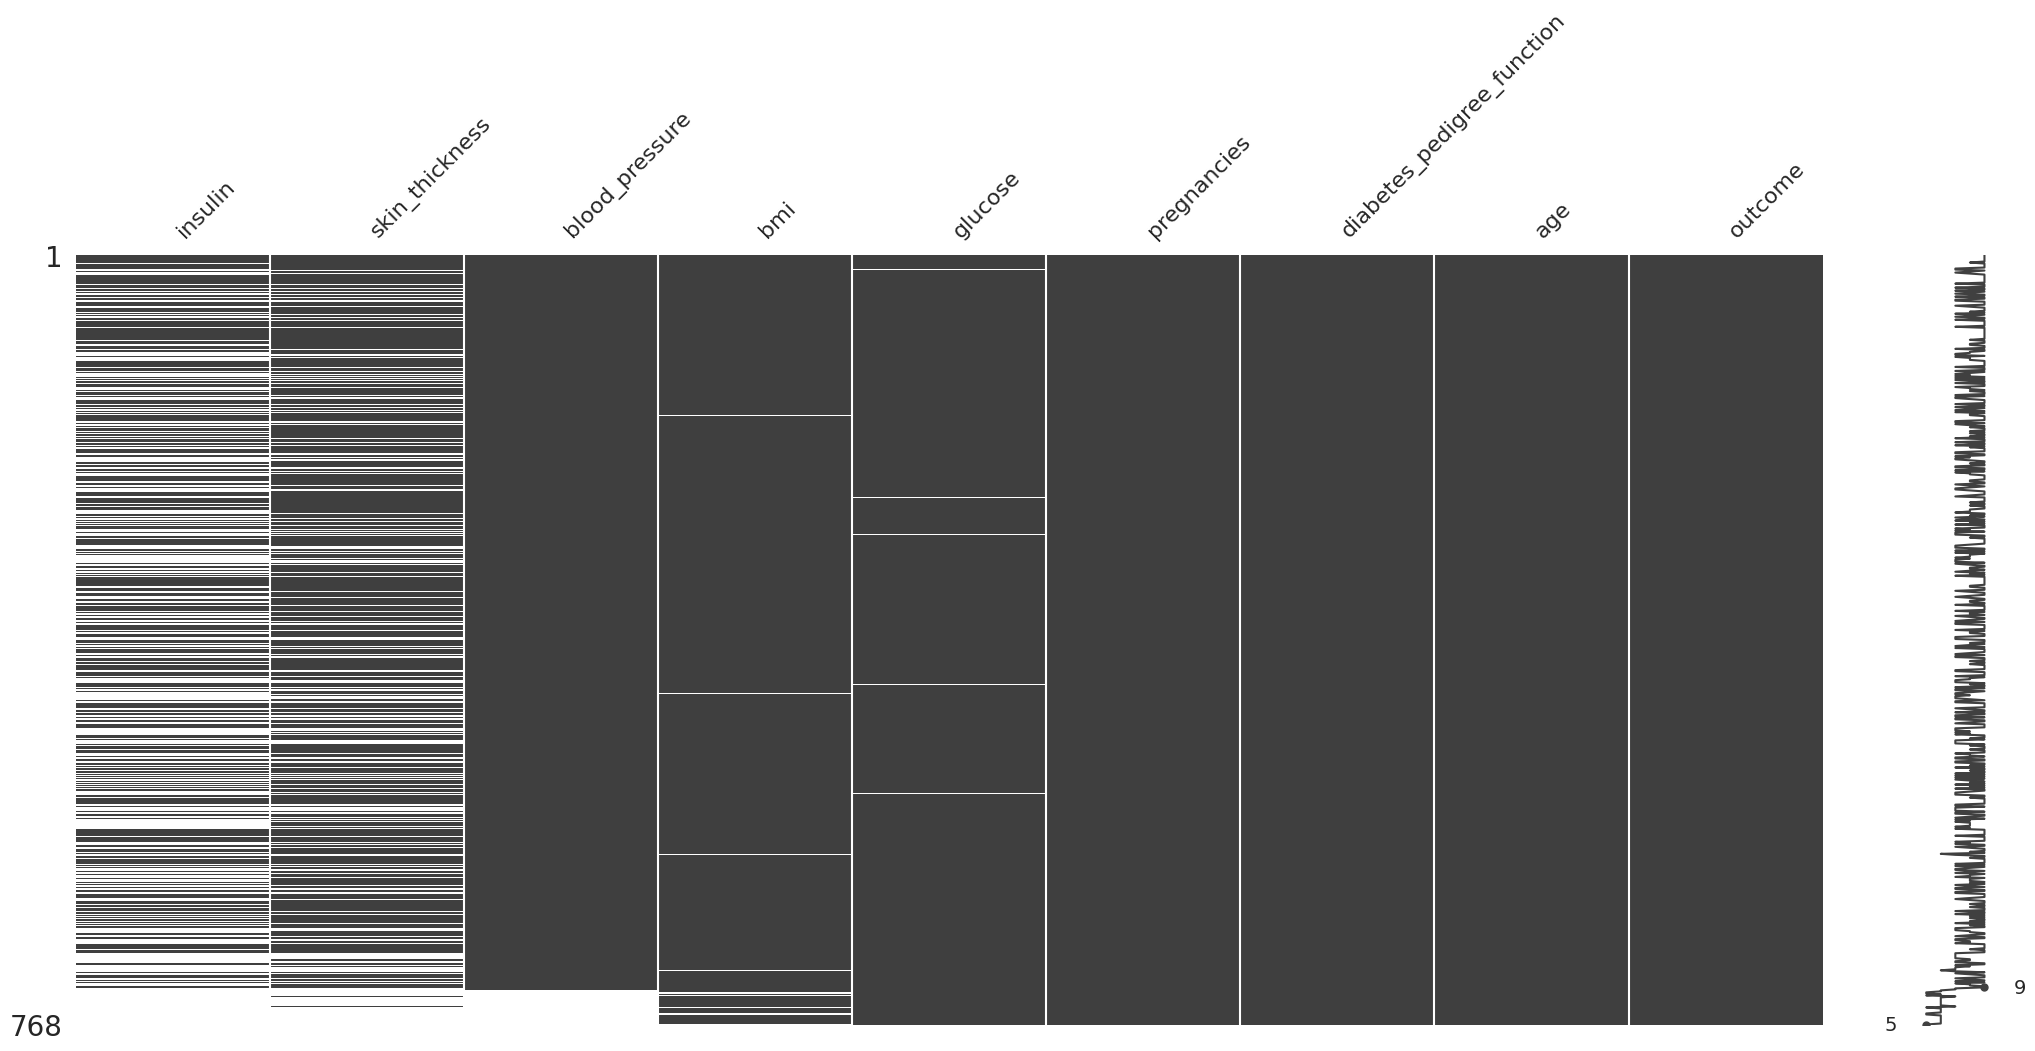 insulin
skin_thickness
blood_pressure
bmi
glucose
pregnancies
diabetes_pedigree_function
age
outcome
1
9
768
5